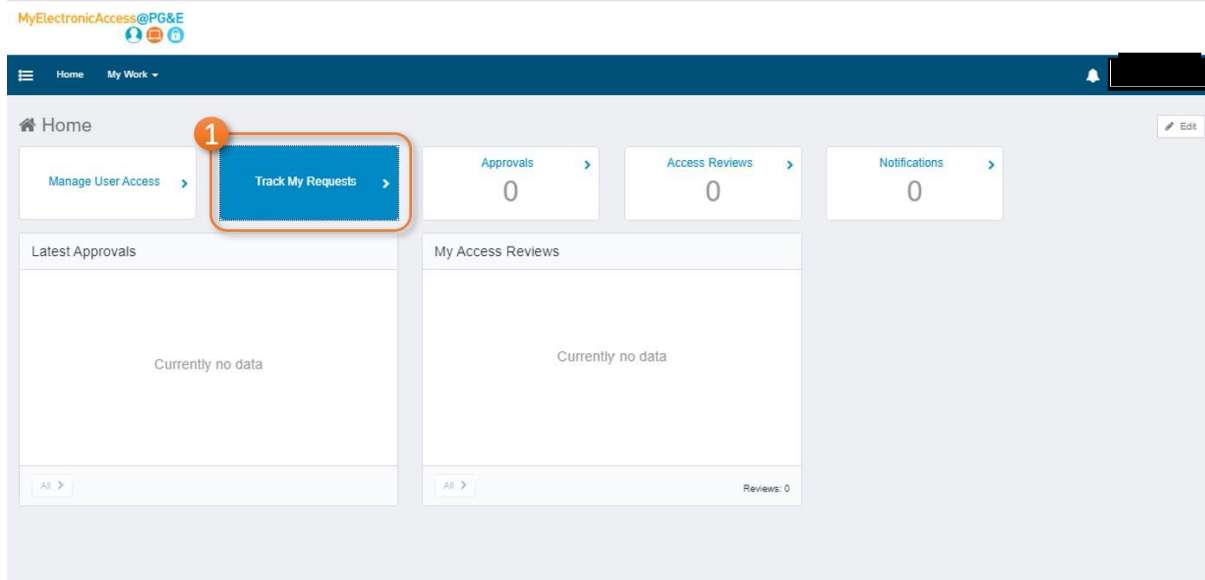 MyElectronicAccess@PG&E
Home My Work
Home
Edit
1
Manage User Access
Track My Requests
Approvals
0
Access Reviews
0
Notifications
0
Latest Approvals
Currently no data
All
My Access Reviews
Currently no data
All
Reviews: 0